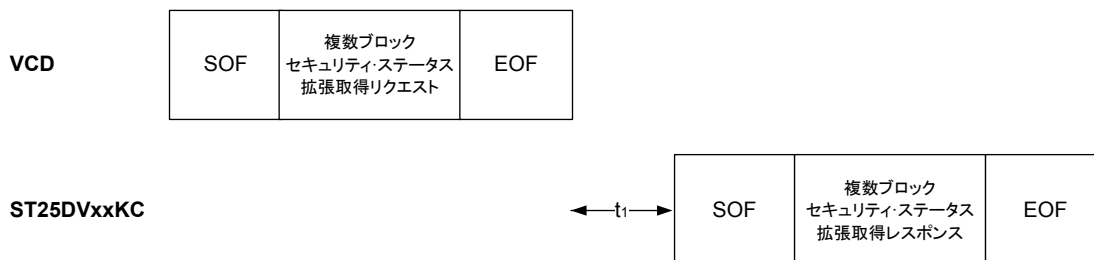 VCD
SOF
複数ブロック
セキュリティ·ステータス
拡張取得リクエスト
EOF
ST25DVxxKC
t1
SOF
複数ブロック
セキュリティ·ステータス
拡張取得レスポンス
EOF